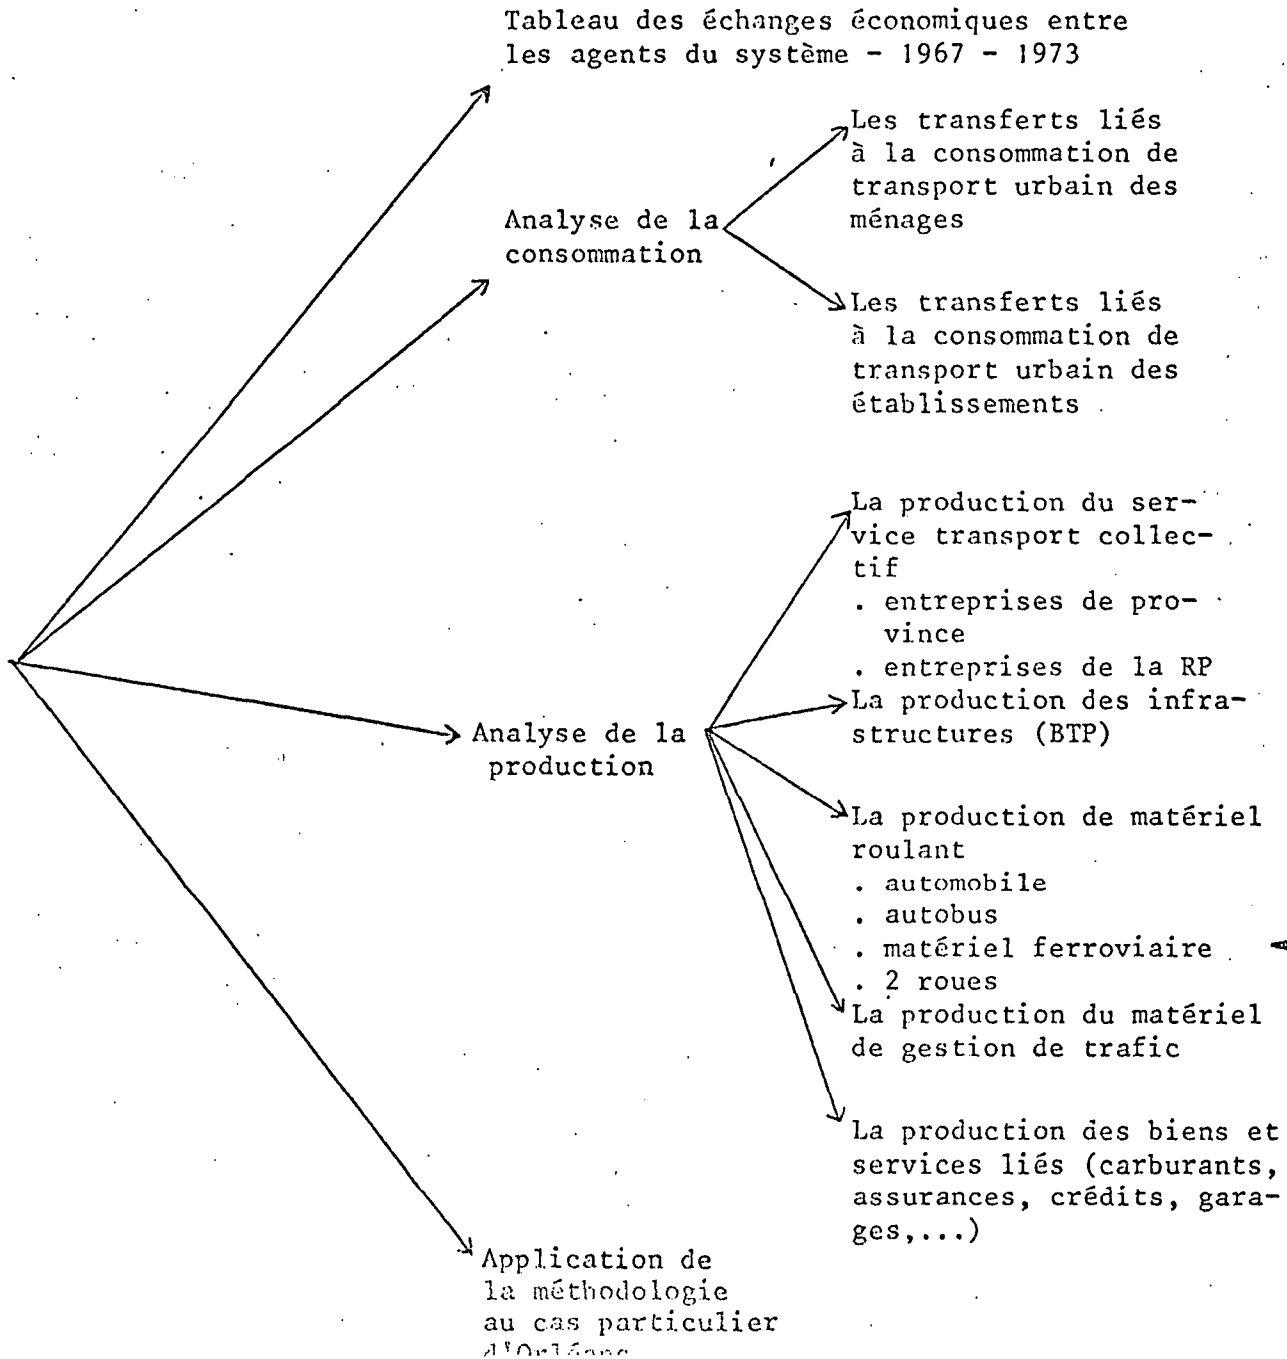 Tableau des échanges économiques entre
les agents du système - 1967 - 1973
Les transferts liés
à la consommation de
transport urbain des
ménages
Analyse de la
consommation
Les transferts liés
à la consommation de
transport urbain des
établissements
La production du ser-
vice transport collec-
tif
. entreprises de pro-
vince
. entreprises de la RP
La production des infra-
structures (BTP)
Analyse de la
production
La production de matériel
roulant
. automobile
. autobus
. matériel ferroviaire
. 2 roues
La production du matériel
de gestion de trafic
La production des biens et
services liés (carburants,
assurances, crédits, gara-
ges,...)
Application de
la méthodologie
au cas particulier
d'Orléans